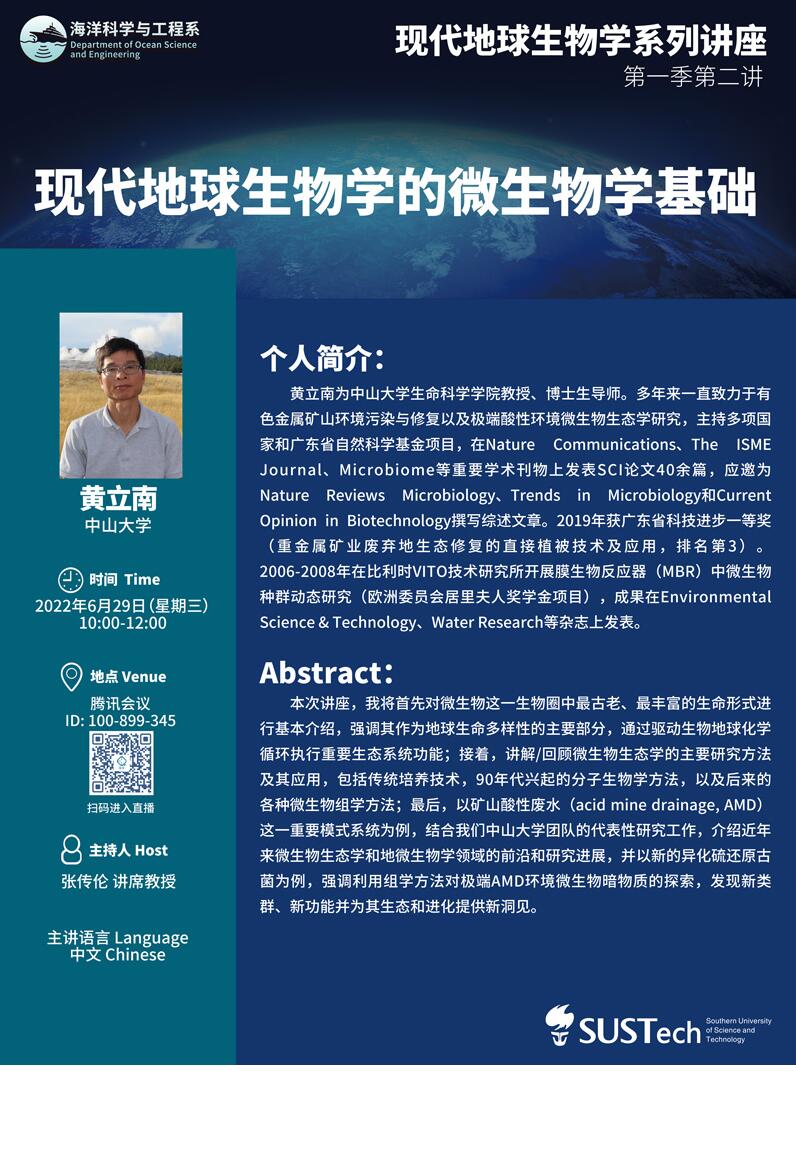 海洋科学与工程系
Department of Ocean Science
and Engineering
现代地球生物学系列讲座
第一季第二讲
现代地球生物学的微生物学基础
黄立南
中山大学
时间 Time
2022年6月29日(星期三)
10:00-12:00
地点 Venue
腾讯会议
ID: 100-899-345
扫码进入直播
主持人 Host
张传伦 讲席教授
主讲语言 Language
中文 Chinese
个人简介：
黄立南为中山大学生命科学学院教授、博士生导师。多年来一直致力于有
色金属矿山环境污染与修复以及极端酸性环境微生物生态学研究，主持多项国
家和广东省自然科学基金项目，在Nature Communications、The ISME
Journal、Microbiome等重要学术刊物上发表SCI论文40余篇，应邀为
Nature Reviews Microbiology、Trends in Microbiology和Current
Opinion in Biotechnology撰写综述文章。2019年获广东省科技进步一等奖
（重金属矿业废弃地生态修复的直接植被技术及应用，排名第3）。
2006-2008年在比利时VITO技术研究所开展膜生物反应器（MBR）中微生物
种群动态研究（欧洲委员会居里夫人奖学金项目），成果在Environmental
Science & Technology、Water Research等杂志上发表。
Abstract：
本次讲座，我将首先对微生物这一生物圈中最古老、最丰富的生命形式进
行基本介绍，强调其作为地球生命多样性的主要部分，通过驱动生物地球化学
循环执行重要生态系统功能；接着，讲解/回顾微生物生态学的主要研究方法
及其应用，包括传统培养技术，90年代兴起的分子生物学方法，以及后来的
各种微生物组学方法；最后，以矿山酸性废水（acid mine drainage, AMD）
这一重要模式系统为例，结合我们中山大学团队的代表性研究工作，介绍近年
来微生物生态学和地微生物学领域的前沿和研究进展，并以新的异化硫还原古
菌为例，强调利用组学方法对极端AMD环境微生物暗物质的探索，发现新类
群、新功能并为其生态和进化提供新洞见。
SUSTech
Southern University
of Science and
Technology